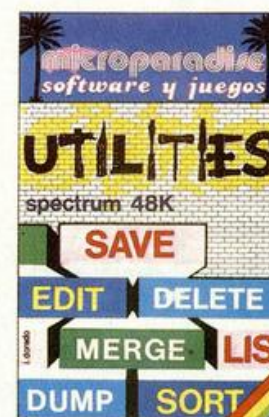 microparadise
software y juegos
UTILITIES
spectrum 48K
SAVE
EDIT DELETE
MERGE LIS
DUMP SORT